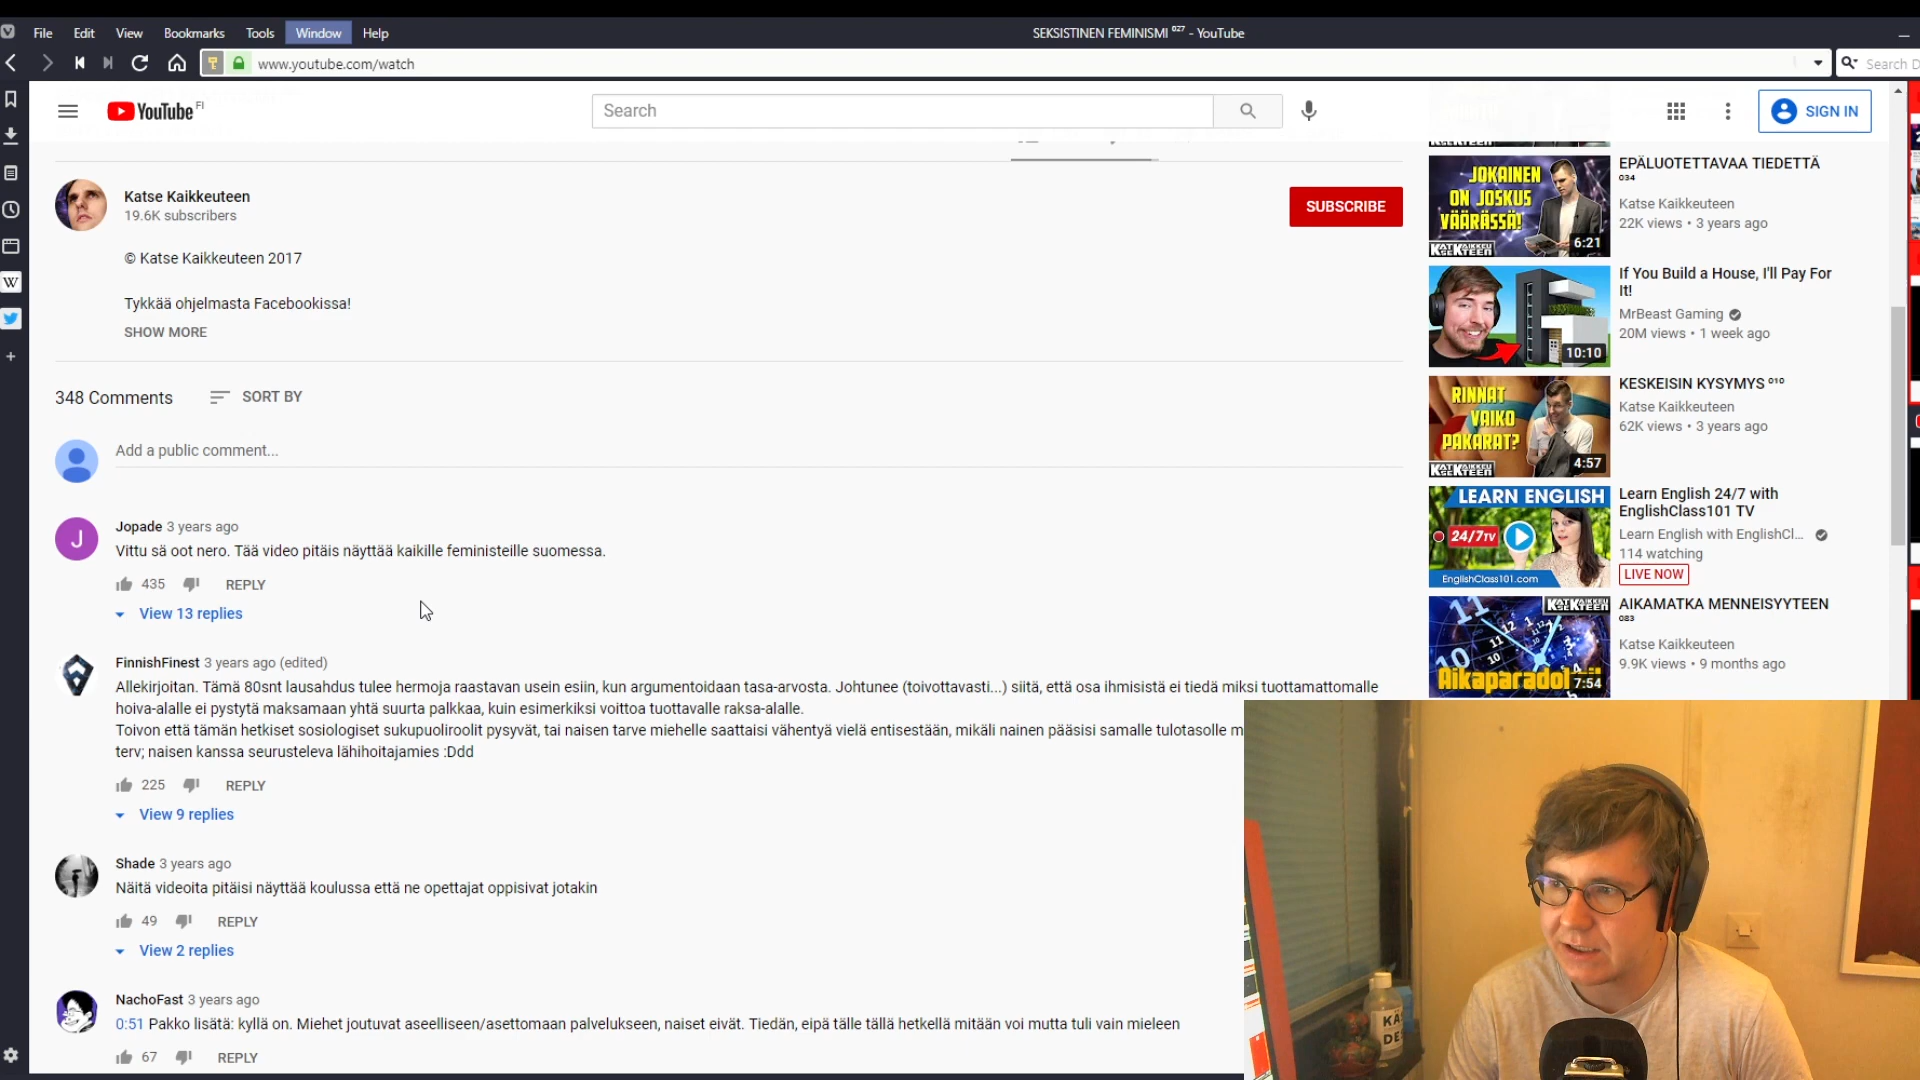 File Edit View Bookmarks Tools Window Help
SEKSISTINEN FEMINISMI ⁰²⁷ - YouTube
www.youtube.com/watch
Search D
YouTube FI
Search
SIGN IN
Katse Kaikkeuteen
19.6K subscribers
SUBSCRIBE
© Katse Kaikkeuteen 2017
Tykkää ohjelmasta Facebookissa!
SHOW MORE
348 Comments
SORT BY
Add a public comment...
J
Jopade 3 years ago
Vittu sä oot nero. Tää video pitäis näyttää kaikille feministeille suomessa.
435 REPLY
View 13 replies
FinnishFinest 3 years ago (edited)
Allekirjoitan. Tämä 80snt lausahdus tulee hermoja raastavan usein esiin, kun argumentoidaan tasa-arvosta. Johtunee (toivottavasti...) siitä, että osa ihmisistä ei tiedä miksi tuottamattomalle
hoiva-alalle ei pystytä maksamaan yhtä suurta palkkaa, kuin esimerkiksi voittoa tuottavalle raksa-alalle.
Toivon että tämän hetkiset sosiologiset sukupuoliroolit pysyvät, tai naisen tarve miehelle saattaisi vähentyä vielä entisestään, mikäli nainen pääsisi samalle tulotasolle m
terv; naisen kanssa seurusteleva lähihoitajamies :Ddd
225 REPLY
View 9 replies
Shade 3 years ago
Näitä videoita pitäisi näyttää koulussa että ne opettajat oppisivat jotakin
49 REPLY
View 2 replies
NachoFast 3 years ago
0:51 Pakko lisätä: kyllä on. Miehet joutuvat aseelliseen/asettomaan palvelukseen, naiset eivät. Tiedän, eipä tälle tällä hetkellä mitään voi mutta tuli vain mieleen
67 REPLY
JOKAINEN
ON JOSKUS
VÄÄRÄSSÄ!
6:21
EPÄLUOTETTAVAA TIEDETTÄ
⁰³⁴
Katse Kaikkeuteen
22K views • 3 years ago
10:10
If You Build a House, I'll Pay For
It!
MrBeast Gaming
20M views • 1 week ago
RINNAT
VAIKO
PAKARAT?
4:57
KESKEISIN KYSYMYS ⁰¹⁰
Katse Kaikkeuteen
62K views • 3 years ago
LEARN ENGLISH
24/7 TV
EnglishClass101.com
Learn English 24/7 with
EnglishClass101 TV
Learn English with EnglishCl...
114 watching
LIVE NOW
Aikaparadok
7:54
AIKAMATKA MENNEISYYTEEN
⁰⁸³
Katse Kaikkeuteen
9.9K views • 9 months ago